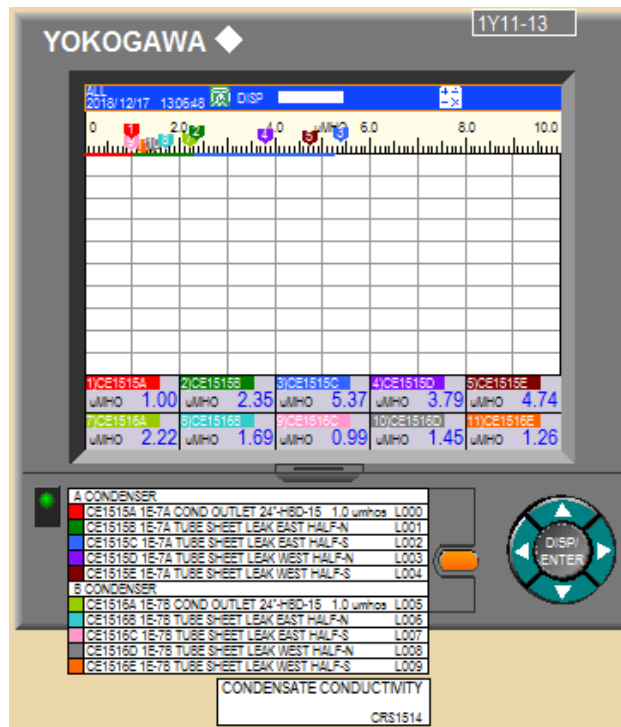 1Y11-13
YOKOGAWA
ALL
2018/12/17 13:06:48 DISP
0 2.0 4.0 uMHO 6.0 8.0 10.0
1 2 4 5 3
9 8
1)CE1515A 2)CE1515B 3)CE1515C 4)CE1515D 5)CE1515E
uMHO 1.00 uMHO 2.35 uMHO 5.37 uMHO 3.79 uMHO 4.74
7)CE1516A 8)CE1516B 9)CE1516C 10)CE1516D 11)CE1516E
uMHO 2.22 uMHO 1.69 uMHO 0.99 uMHO 1.45 uMHO 1.26
A CONDENSER
CE1515A 1E-7A COND OUTLET 24"-HBD-15 1.0 umhos L000
CE1515B 1E-7A TUBE SHEET LEAK EAST HALF-N L001
CE1515C 1E-7A TUBE SHEET LEAK EAST HALF-S L002
CE1515D 1E-7A TUBE SHEET LEAK WEST HALF-N L003
CE1515E 1E-7A TUBE SHEET LEAK WEST HALF-S L004
B CONDENSER
CE1516A 1E-7B COND OUTLET 24"-HBD-15 1.0 umhos L005
CE1516B 1E-7B TUBE SHEET LEAK EAST HALF-N L006
CE1516C 1E-7B TUBE SHEET LEAK EAST HALF-S L007
CE1516D 1E-7B TUBE SHEET LEAK WEST HALF-N L008
CE1516E 1E-7B TUBE SHEET LEAK WEST HALF-S L009
DISP/
ENTER
CONDENSATE CONDUCTIVITY
CRS1514